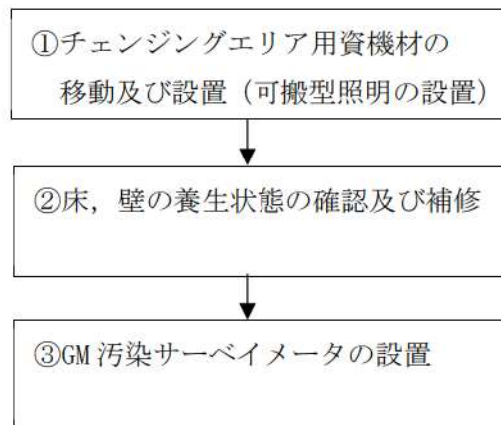 ①チェンジングエリア用資機材の
移動及び設置（可搬型照明の設置）
②床，壁の養生状態の確認及び補修
③GM 汚染サーベイメータの設置